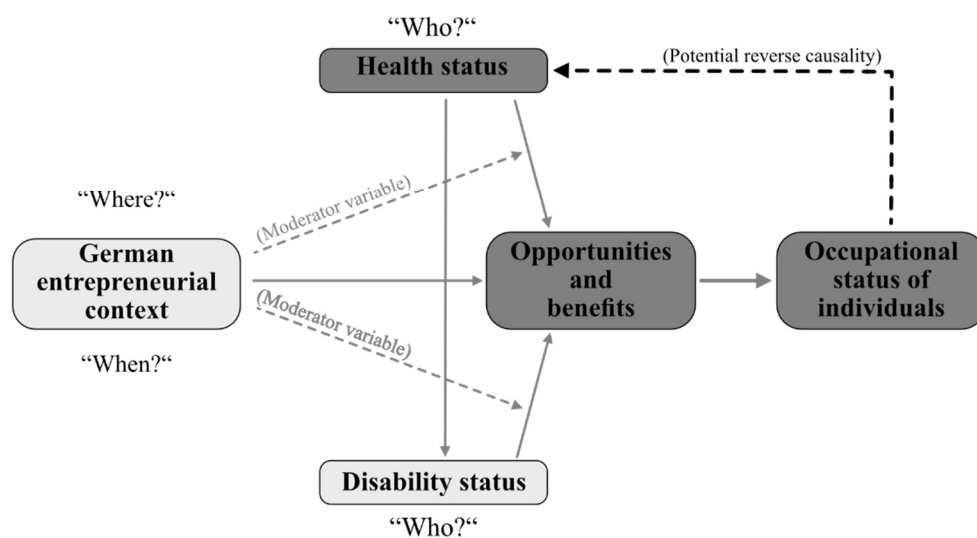 “Who?“
Health status
(Potential reverse causality)
“Where?“
(Moderator variable)
German
entrepreneurial
context
Opportunities
and
benefits
Occupational
status of
individuals
(Moderator variable)
“When?“
Disability status
“Who?“